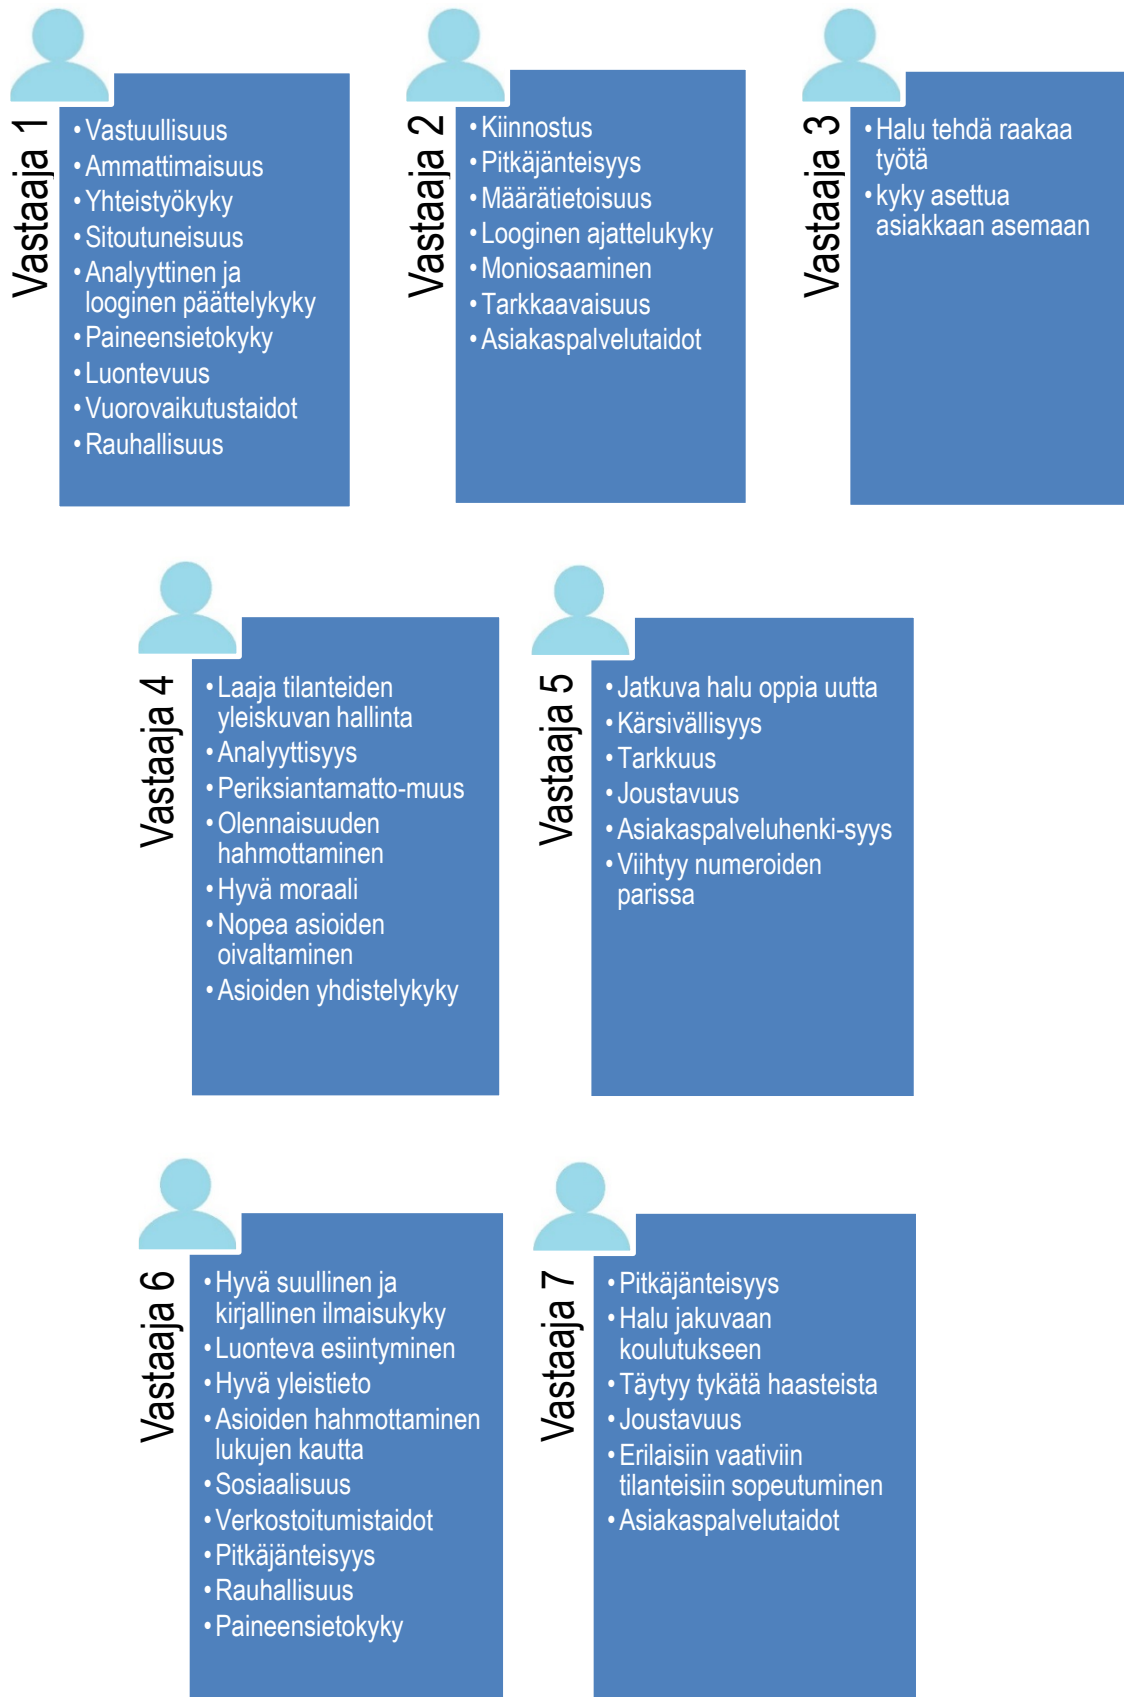 Vastaaja 1
• Vastuullisuus
• Ammattimaisuus
• Yhteistyökyky
• Sitoutuneisuus
• Analyyttinen ja
looginen päättelykyky
• Paineensietokyky
• Luontevuus
• Vuorovaikutustaidot
• Rauhallisuus
Vastaaja 2
• Kiinnostus
• Pitkäjänteisyys
• Määrätietoisuus
• Looginen ajattelukyky
• Moniosaaminen
• Tarkkaavaisuus
• Asiakaspalvelutaidot
Vastaaja 3
• Halu tehdä raakaa
työtä
• kyky asettua
asiakkaan asemaan
Vastaaja 4
• Laaja tilanteiden
yleiskuvan hallinta
• Analyyttisyys
• Periksiantamatto-muus
• Olennaisuuden
hahmottaminen
• Hyvä moraali
• Nopea asioiden
oivaltaminen
• Asioiden yhdistelykyky
Vastaaja 5
• Jatkuva halu oppia uutta
• Kärsivällisyys
• Tarkkuus
• Joustavuus
• Asiakaspalveluhenki-syys
• Viihtyy numeroiden
parissa
Vastaaja 6
• Hyvä suullinen ja
kirjallinen ilmaisukyky
• Luonteva esiintyminen
• Hyvä yleistieto
• Asioiden hahmottaminen
lukujen kautta
• Sosiaalisuus
• Verkostoitumistaidot
• Pitkäjänteisyys
• Rauhallisuus
• Paineensietokyky
Vastaaja 7
• Pitkäjänteisyys
• Halu jakuvaan
koulutukseen
• Täytyy tykätä haasteista
• Joustavuus
• Erilaisiin vaativiin
tilanteisiin sopeutuminen
• Asiakaspalvelutaidot